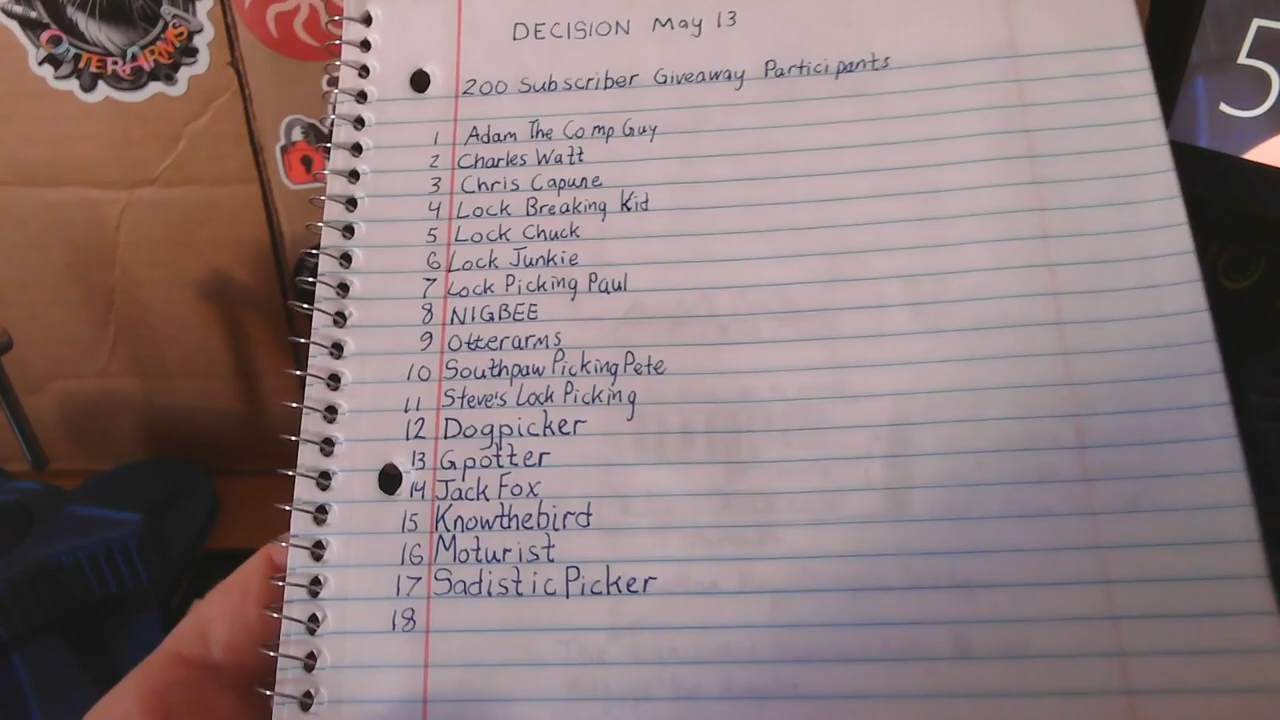 OTTERARMS
DECISION May 13
200 Subscriber Giveaway Participants
1 Adam The Comp Guy
2 Charles Watt
3 Chris Capune
4 Lock Breaking Kid
5 Lock Chuck
6 Lock Junkie
7 Lock Picking Paul
8 NIGBEE
9 Otterarms
10 Southpaw Picking Pete
11 Steve's Lock Picking
12 Dogpicker
13 Gpotter
14 Jack Fox
15 Knowthebird
16 Moturist
17 Sadistic Picker
18
5